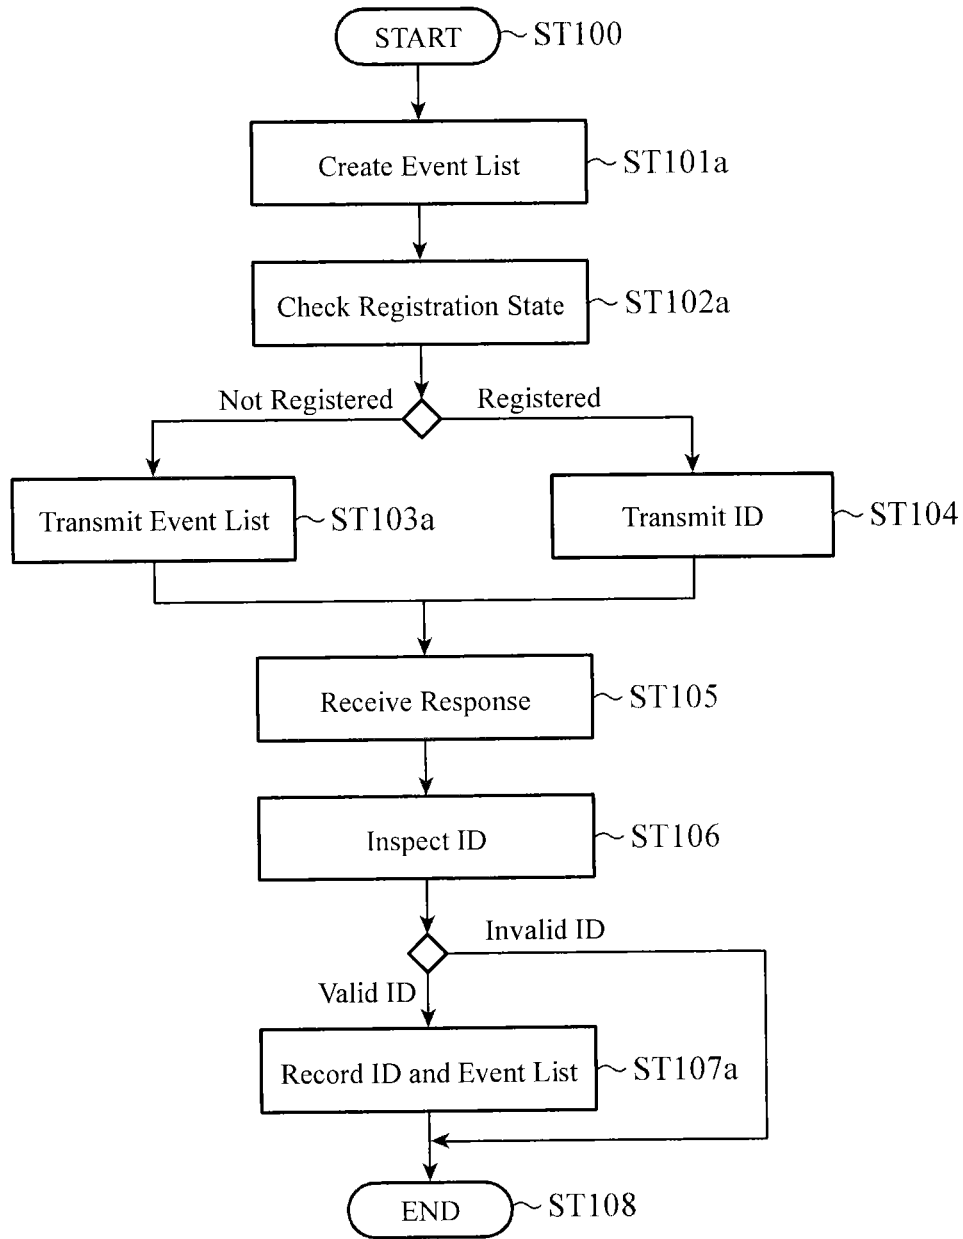 START
ST100
Create Event List
ST101a
Check Registration State
ST102a
Not Registered
Registered
Transmit Event List
ST103a
Transmit ID
ST104
Receive Response
ST105
Inspect ID
ST106
Invalid ID
Valid ID
Record ID and Event List
ST107a
END
ST108